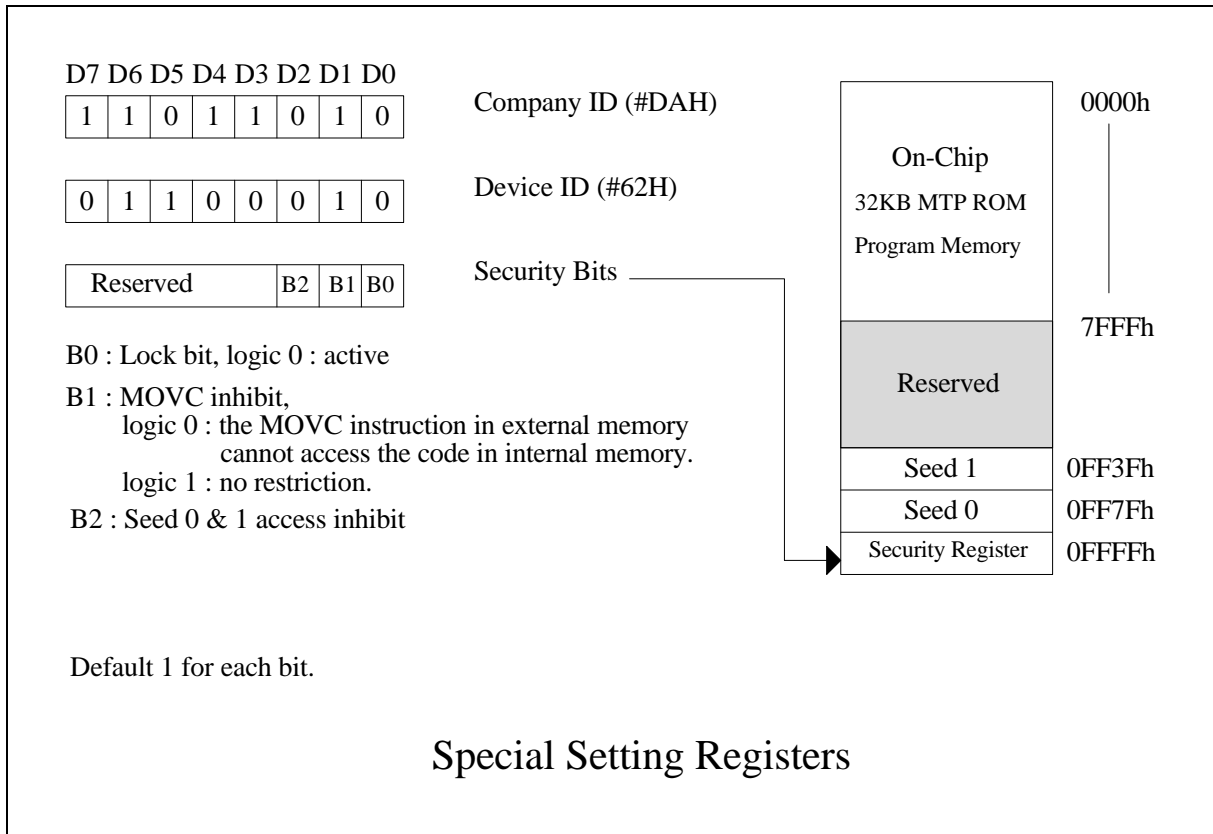 D7 D6 D5 D4 D3 D2 D1 D0
1 1 0 1 1 0 1 0
Company ID (#DAH)
0 1 1 0 0 0 1 0
Device ID (#62H)
Reserved B2 B1 B0
Security Bits
B0 : Lock bit, logic 0 : active
B1 : MOVC inhibit,
logic 0 : the MOVC instruction in external memory
cannot access the code in internal memory.
logic 1 : no restriction.
B2 : Seed 0 & 1 access inhibit
Default 1 for each bit.
On-Chip
32KB MTP ROM
Program Memory
0000h
7FFFh
Reserved
Seed 1 0FF3Fh
Seed 0 0FF7Fh
Security Register 0FFFFh
Special Setting Registers